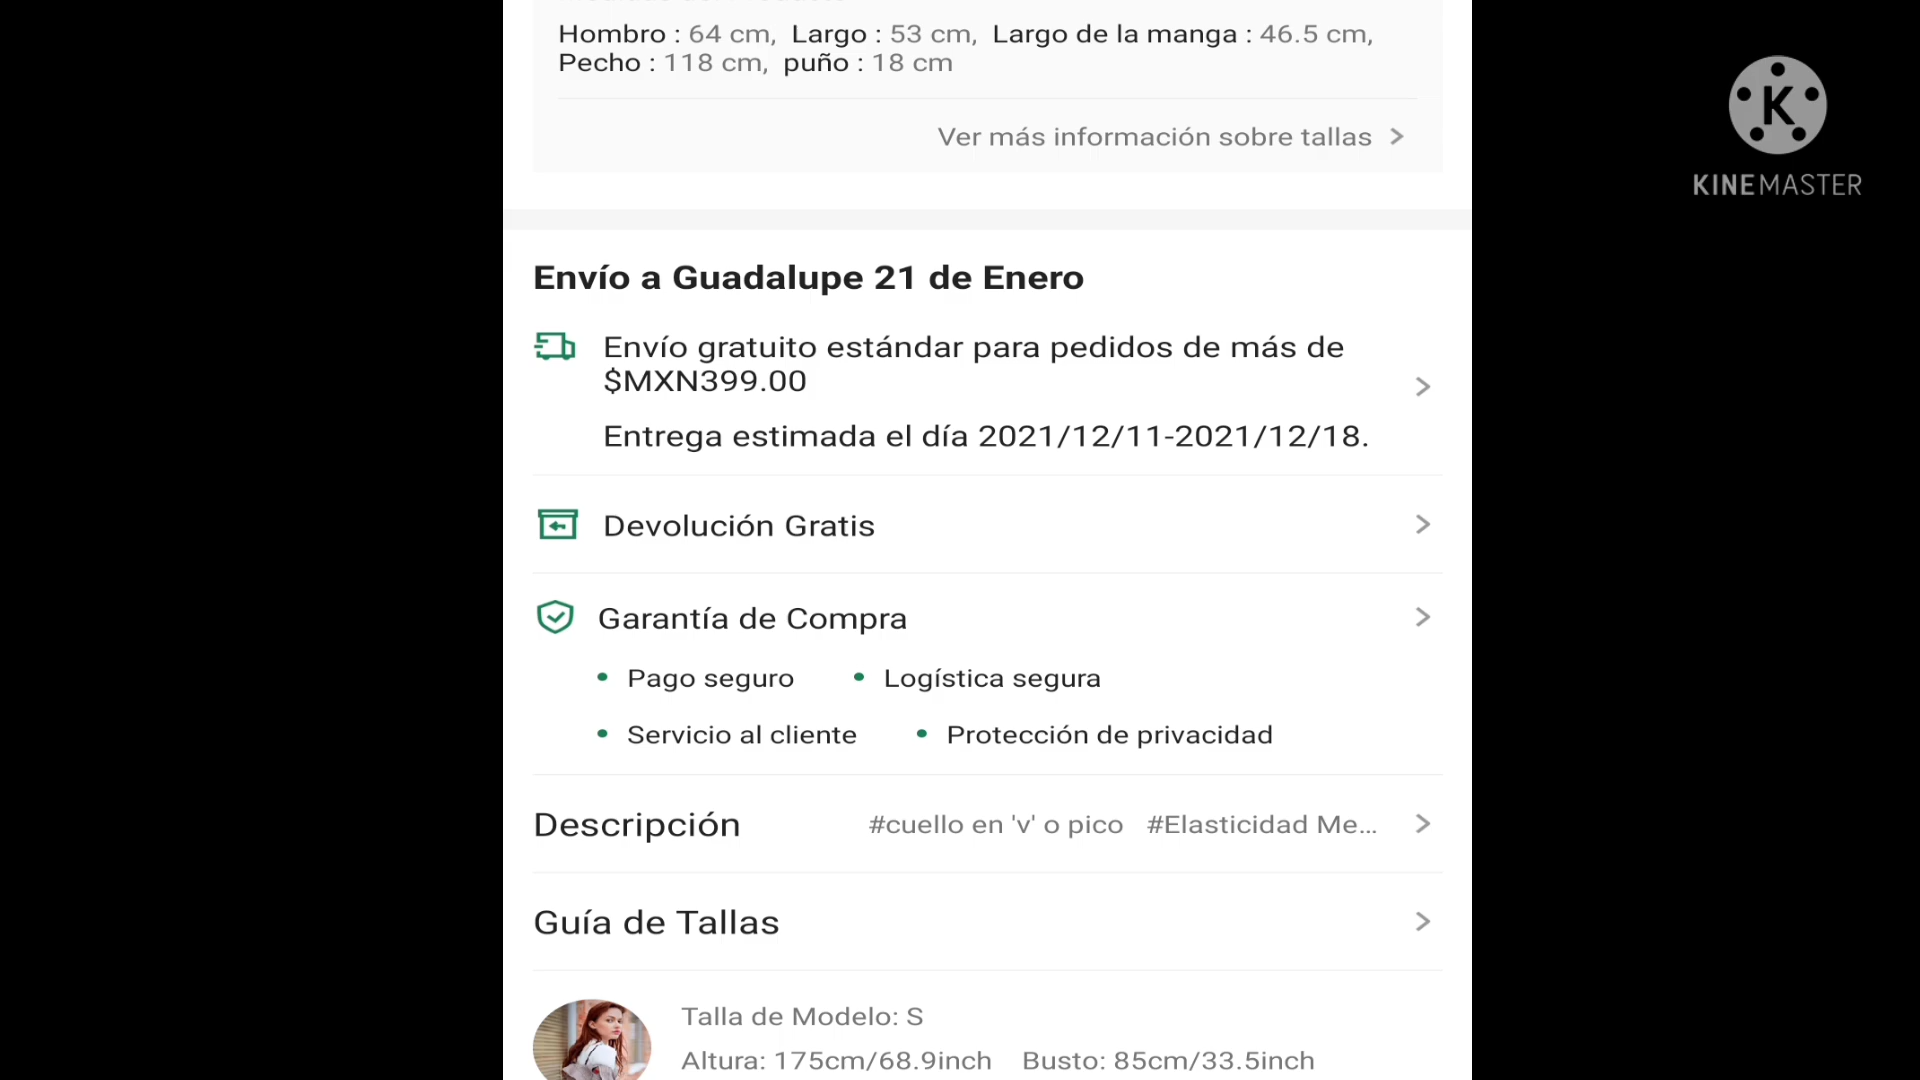 Hombro : 64 cm, Largo : 53 cm, Largo de la manga : 46.5 cm,
Pecho : 118 cm, puño : 18 cm
Ver más información sobre tallas
KINEMASTER
Envío a Guadalupe 21 de Enero
Envío gratuito estándar para pedidos de más de
$MXN399.00
Entrega estimada el día 2021/12/11-2021/12/18.
Devolución Gratis
Garantía de Compra
• Pago seguro • Logística segura
• Servicio al cliente • Protección de privacidad
Descripción #cuello en 'v' o pico #Elasticidad Me...
Guía de Tallas
Talla de Modelo: S
Altura: 175cm/68.9inch Busto: 85cm/33.5inch